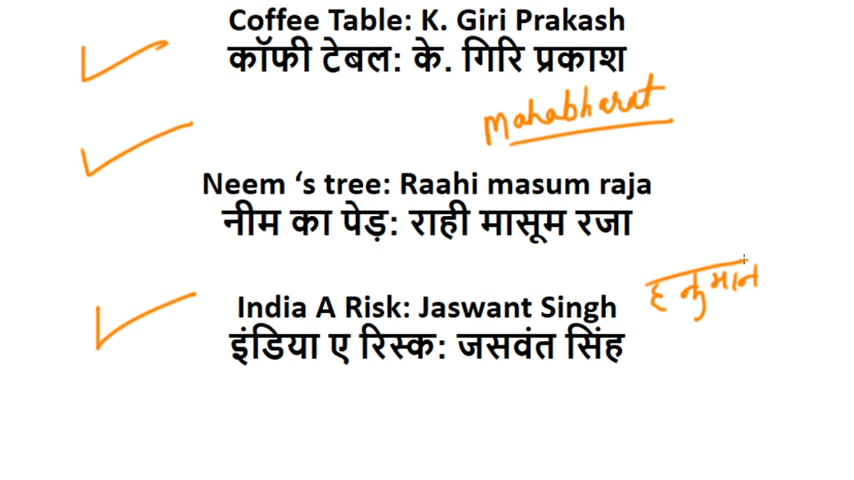 Coffee Table: K. Giri Prakash
कॉफी टेबल: के. गिरि प्रकाश
Mahabharat
Neem ‘s tree: Raahi masum raja
नीम का पेड़: राही मासूम रजा
हनुमान
India A Risk: Jaswant Singh
इंडिया ए रिस्क: जसवंत सिंह